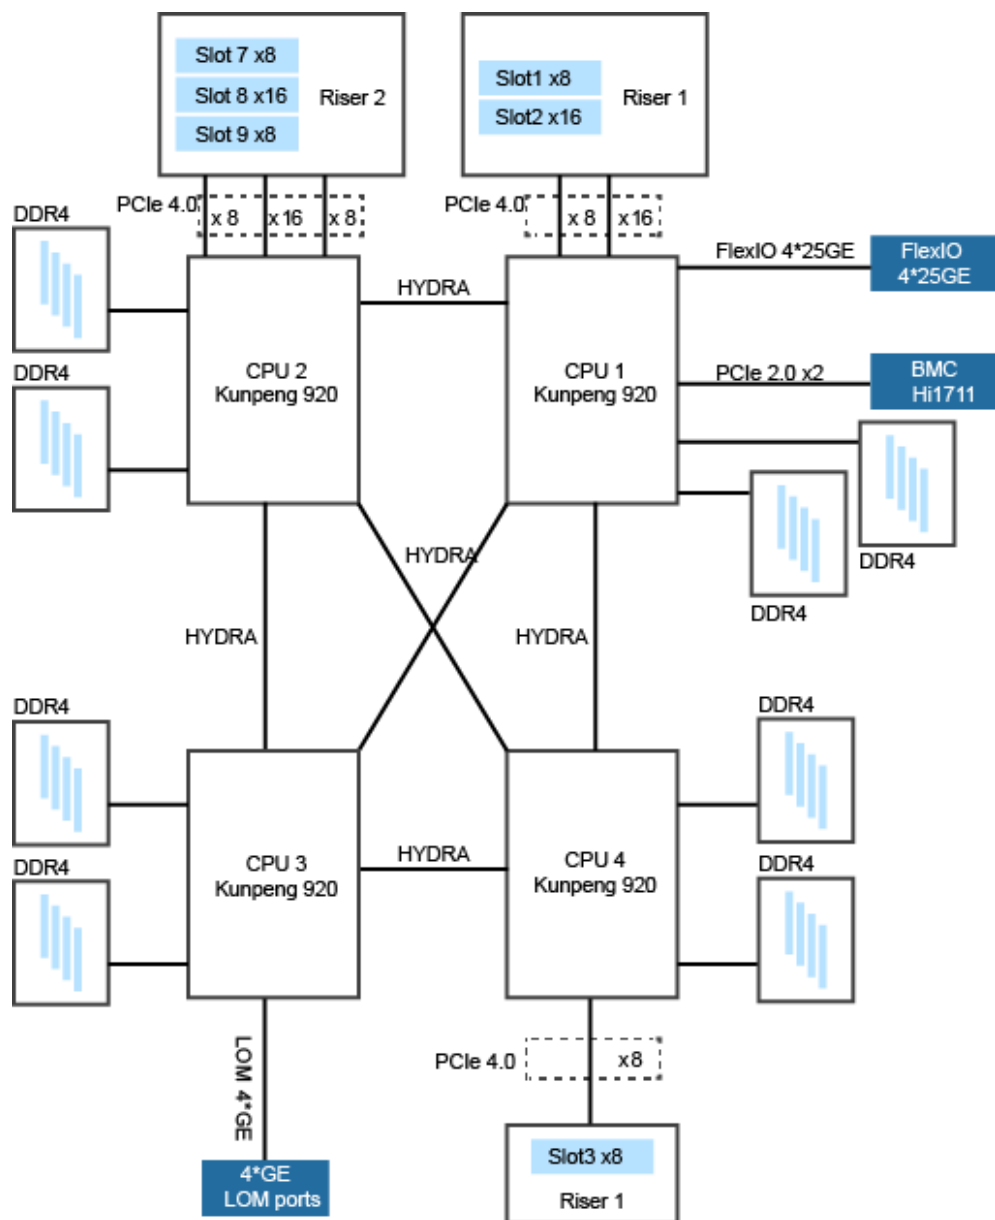 Slot 7 x8
Slot 8 x16
Slot 9 x8
Riser 2
Slot1 x8
Slot2 x16
Riser 1
PCIe 4.0
x 8
x16
x 8
PCIe 4.0
x 8
x16
DDR4
DDR4
HYDRA
CPU 2
Kunpeng 920
CPU 1
Kunpeng 920
FlexIO 4*25GE
FlexIO
4*25GE
PCIe 2.0 x2
BMC
Hi1711
DDR4
DDR4
HYDRA
HYDRA
HYDRA
DDR4
DDR4
CPU 3
Kunpeng 920
HYDRA
CPU 4
Kunpeng 920
DDR4
DDR4
LOM 4*GE
4*GE
LOM ports
PCIe 4.0
x8
Slot3 x8
Riser 1